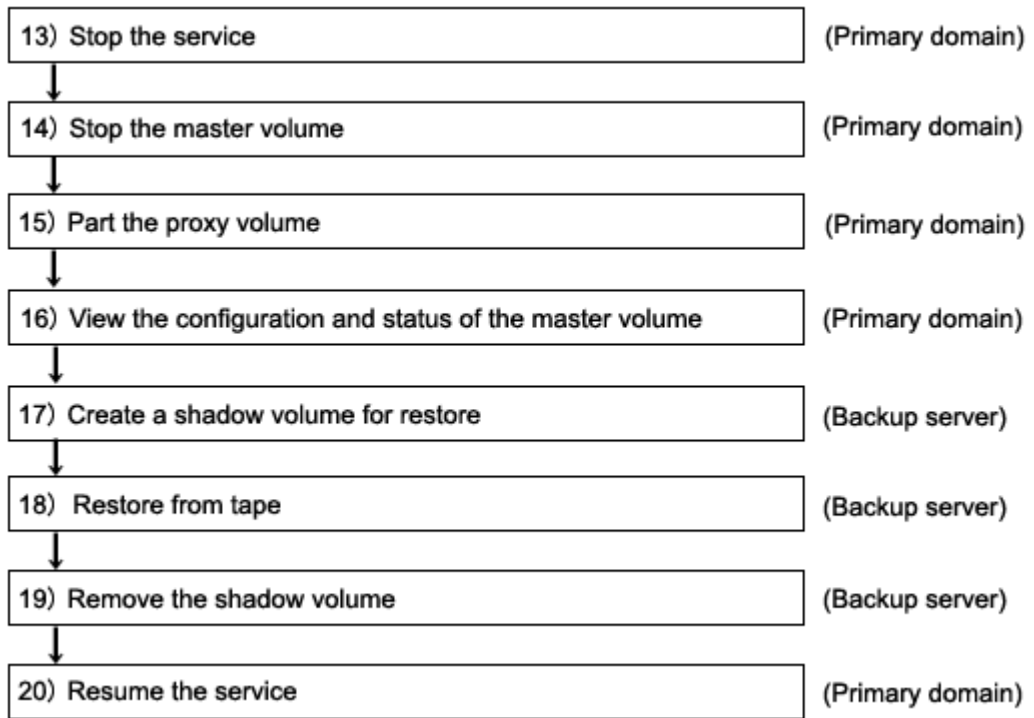 13) Stop the service (Primary domain)
14) Stop the master volume (Primary domain)
15) Part the proxy volume (Primary domain)
16) View the configuration and status of the master volume (Primary domain)
17) Create a shadow volume for restore (Backup server)
18) Restore from tape (Backup server)
19) Remove the shadow volume (Backup server)
20) Resume the service (Primary domain)